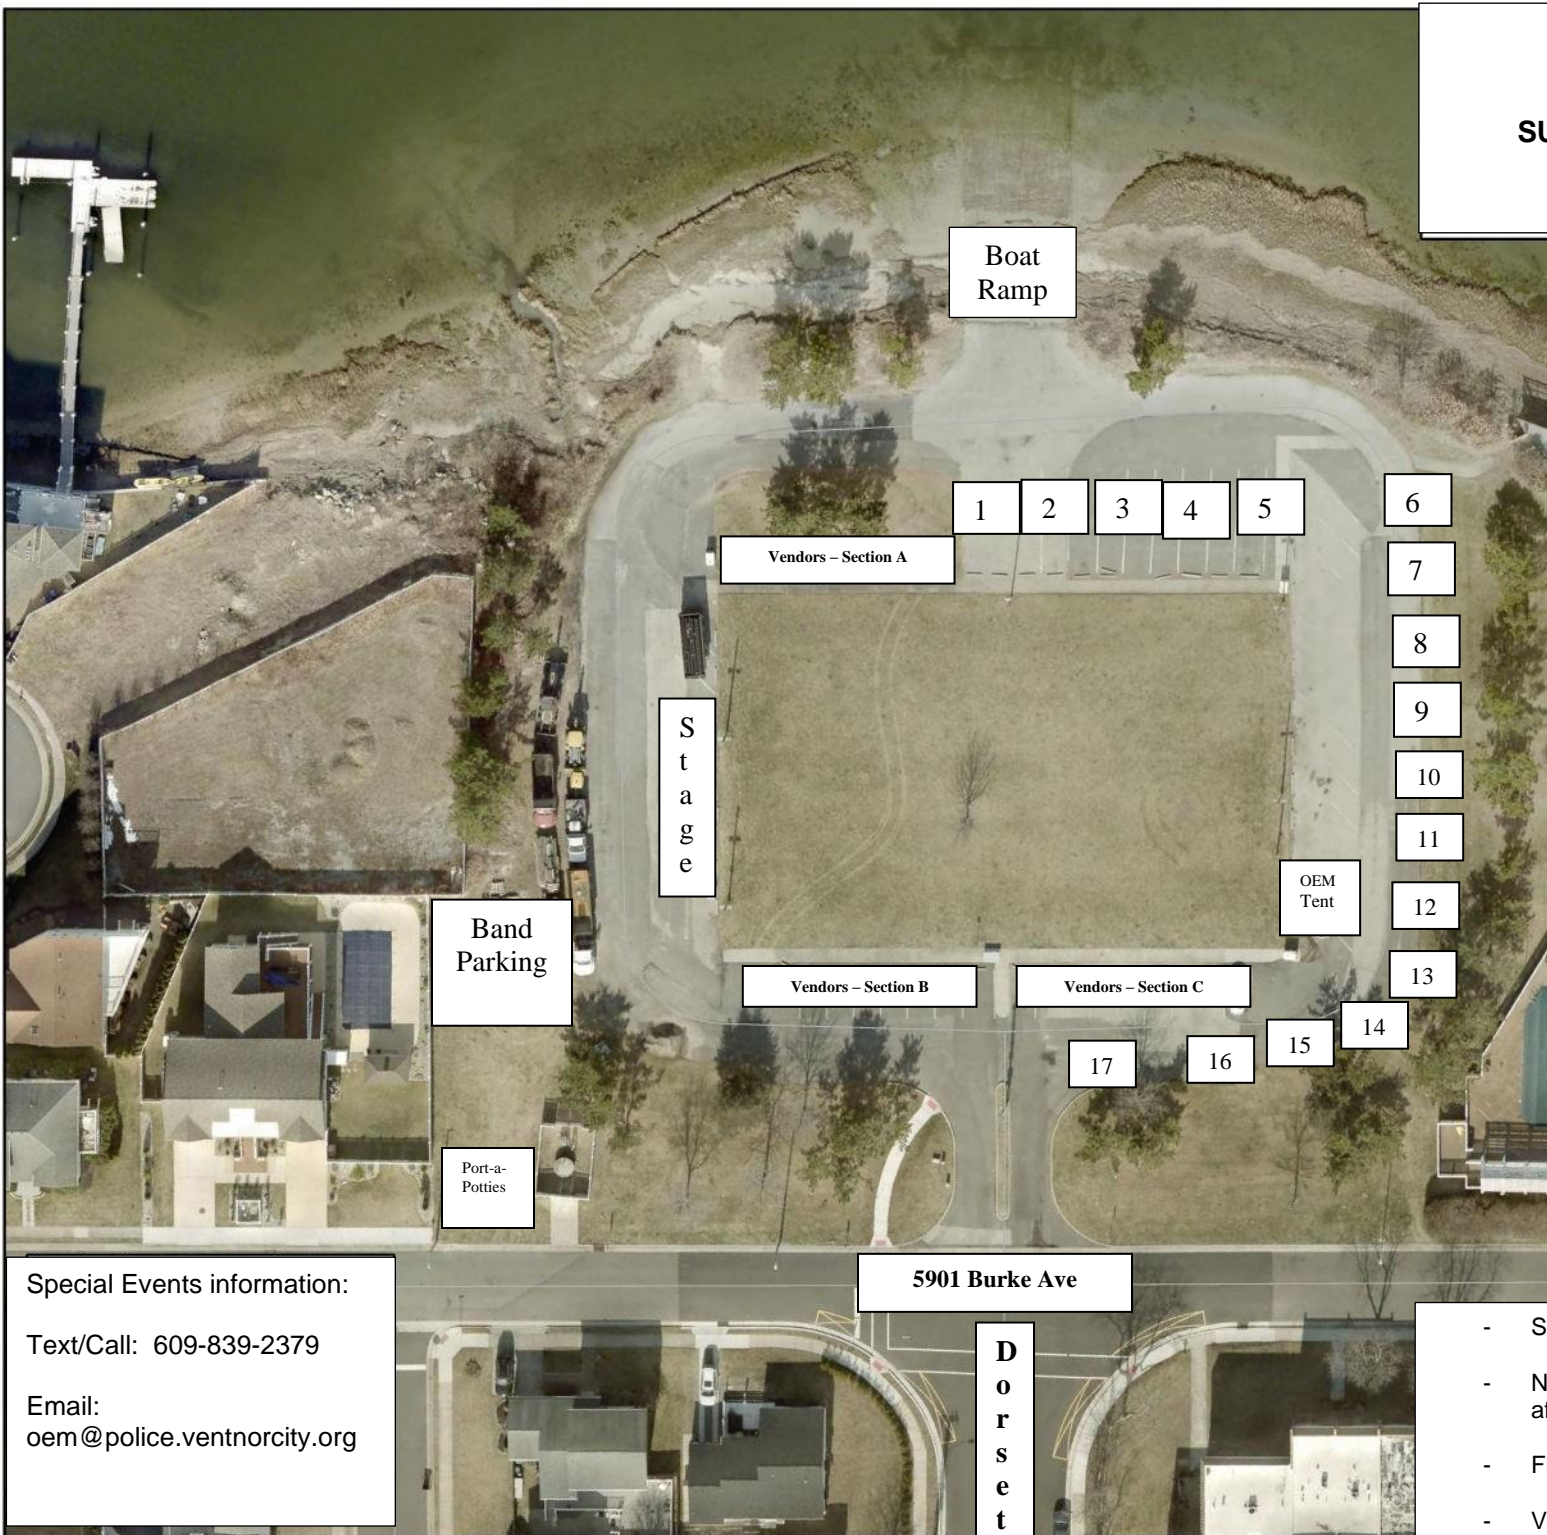 SU
Boat
Ramp
1
2
3
4
5
6
Vendors – Section A
7
8
9
10
11
12
13
14
15
16
17
Stage
OEM
Tent
Band
Parking
Vendors – Section B
Vendors – Section C
Port-a-
Potties
5901 Burke Ave
Dorset
Special Events information:
Text/Call: 609-839-2379
Email:
oem@police.ventnorcity.org
- S
- N
- F
- V